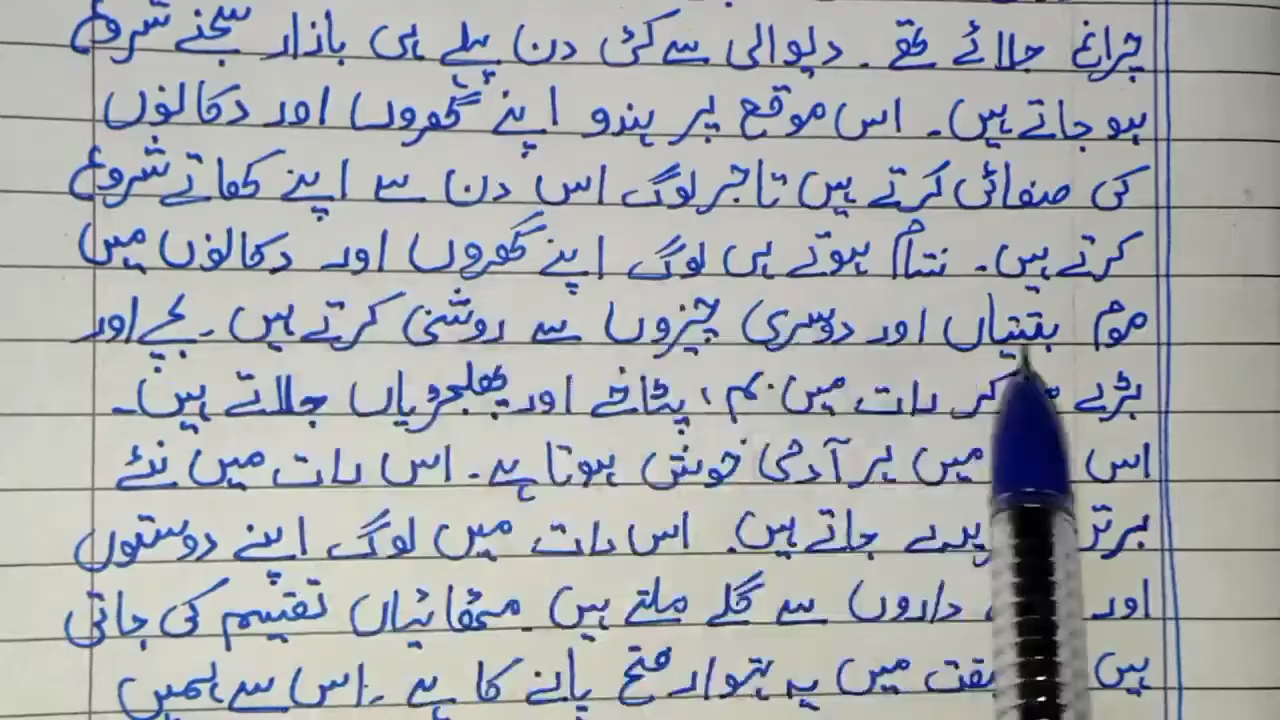 چراغ جلائے تھے۔ دیوالی سے کئی دن پہلے ہی بازار سجنے شروع
ہو جاتے ہیں۔ اس موقع پر ہندو اپنے گھروں اور دکانوں
کی صفائی کرتے ہیں تاجر لوگ اس دن سے اپنے کھاتے شروع
کرتے ہیں۔ شام ہوتے ہی لوگ اپنے گھروں اور دکانوں میں
موم بتیاں اور دوسری چیزوں سے روشنی کرتے ہیں۔ بچے اور
بڑے کر رات میں بم، پٹاخے اور پھلجڑیاں جلاتے ہیں۔
اس میں ہر آدمی خوش ہوتا ہے۔ اس رات میں نئے
جاتے ہیں۔ اس رات میں لوگ اپنے دوستوں
اور داروں سے گلے ملتے ہیں۔ مٹھائیاں تقسیم کی جاتی
ہیں میں یہ تہوار فتح پانے کا ہے۔ اس سے ہمیں